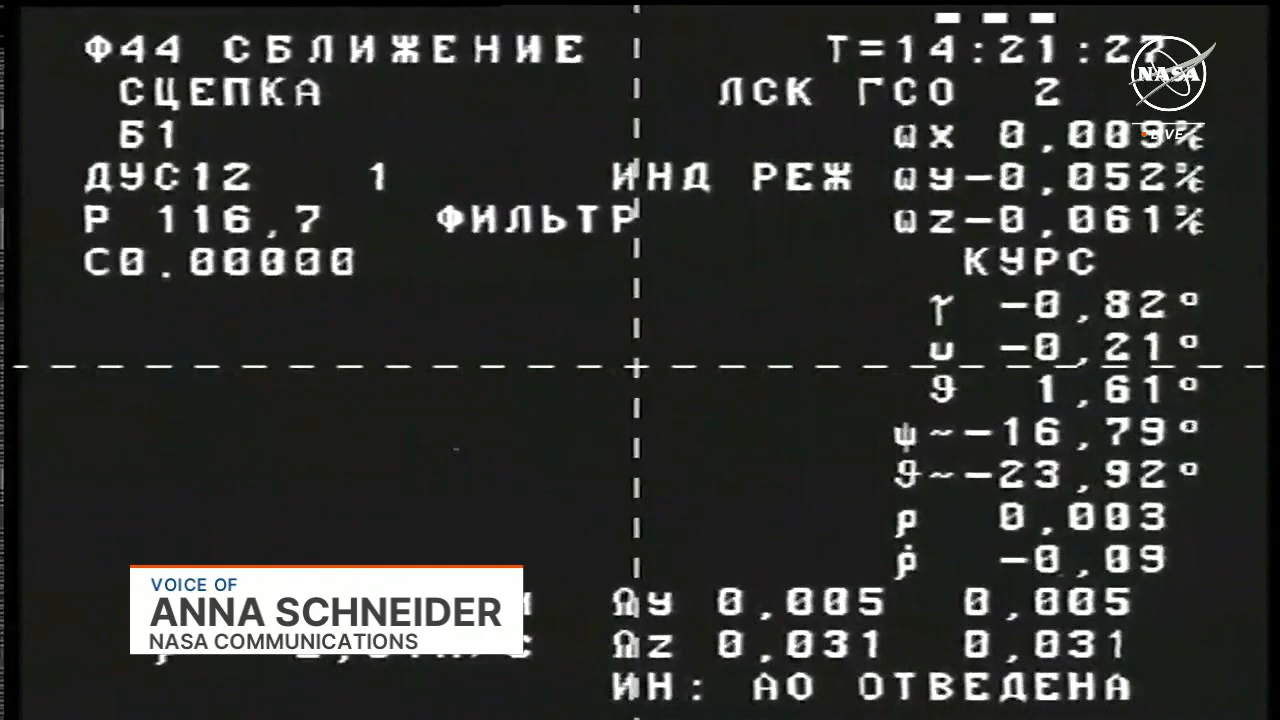 Ф44 СБЛИЖЕНИЕ T=14:21:27
NASA
СЦЕПКА ЛСК ГСО 2
LIVE
Б1 ωx 0,009°/c
ДУС12 1 ИНД РЕЖ ωy-0,052°/c
Р 116,7 ФИЛЬТР ωz-0,061°/c
С0.00000 КУРС
γ -0,82°
υ -0,21°
ϑ 1,61°
ψ~-16,79°
ϑ~-23,92°
ρ 0,003
ρ̇ -0,09
VOICE OF
ANNA SCHNEIDER
NASA COMMUNICATIONS
Ωy 0,005 0,005
Ωz 0,031 0,031
ИН: АО ОТВЕДЕНА